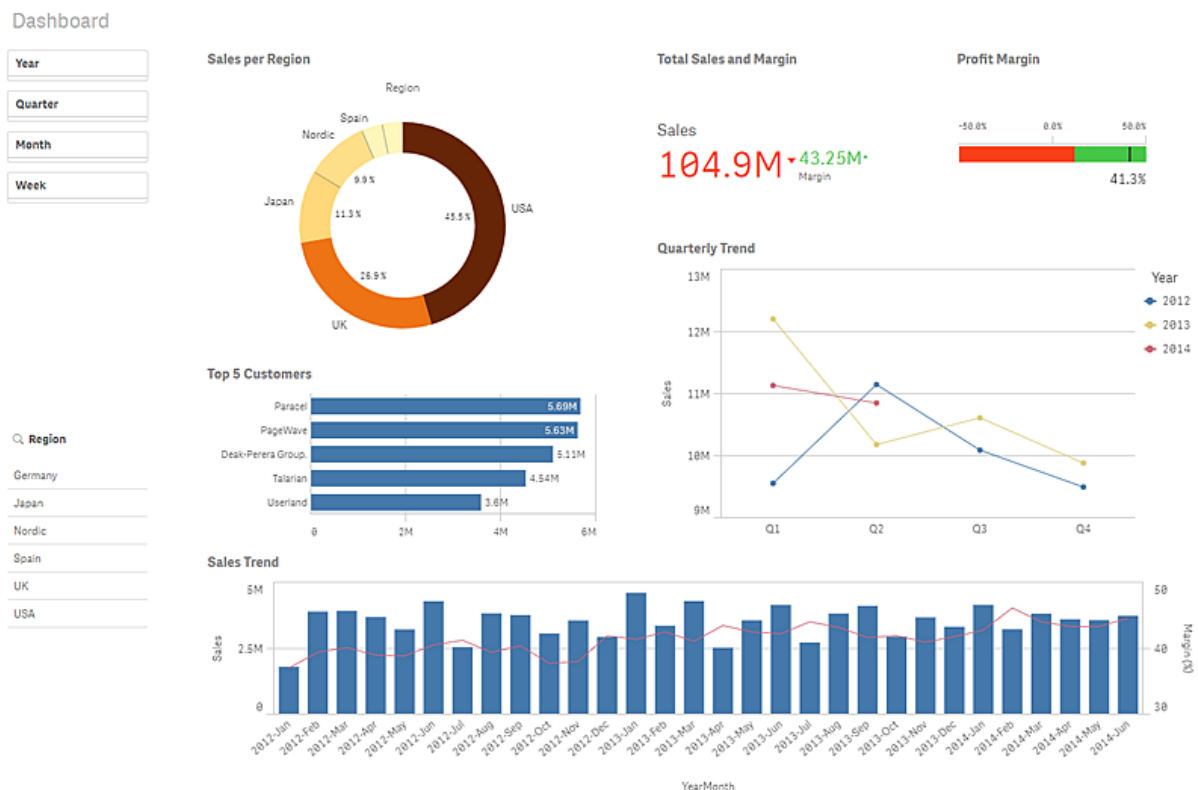 Dashboard
Year
Quarter
Month
Week
Region
Germany
Japan
Nordic
Spain
UK
USA
Sales per Region
Region
Spain
Nordic
Japan
UK
USA
9.9%
11.3%
26.9%
45.5%
Total Sales and Margin
Sales
104.9M
43.25M
Margin
Profit Margin
-50.0% 0.0% 50.0%
41.3%
Quarterly Trend
13M
12M
11M
10M
9M
Sales
Q1 Q2 Q3 Q4
Year
2012
2013
2014
Top 5 Customers
Paracel 5.69M
PageWave 5.63M
Deak-Perera Group. 5.11M
Talarian 4.54M
Userland 3.6M
0 2M 4M 6M
Sales Trend
5M
2.5M
0
Sales
50
40
30
Margin (%)
2012-Jan 2012-Feb 2012-Mar 2012-Apr 2012-May 2012-Jun 2012-Jul 2012-Aug 2012-Sep 2012-Oct 2012-Nov 2012-Dec 2013-Jan 2013-Feb 2013-Mar 2013-Apr 2013-May 2013-Jun 2013-Jul 2013-Aug 2013-Sep 2013-Oct 2013-Nov 2013-Dec 2014-Jan 2014-Feb 2014-Mar 2014-Apr 2014-May 2014-Jun
YearMonth